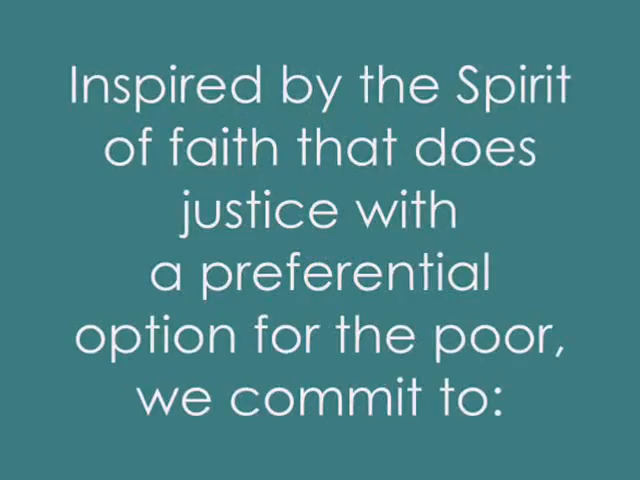 Inspired by the Spirit
of faith that does
justice with
a preferential
option for the poor,
we commit to: